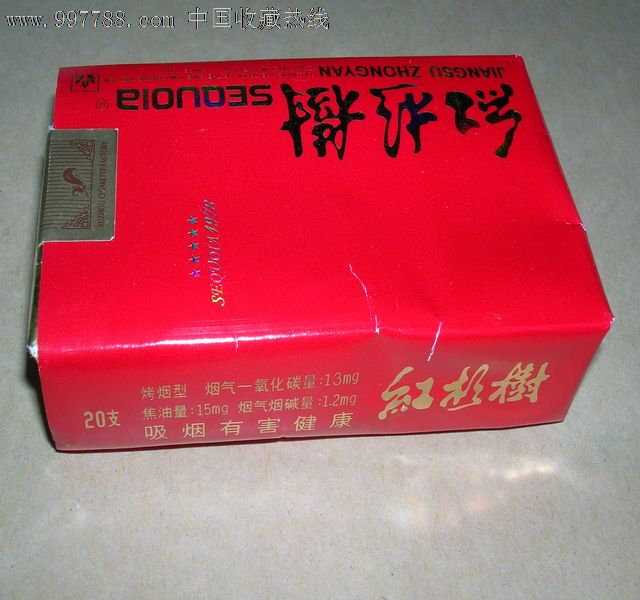 www.997788.com 中国收藏热线
JIANGSU ZHONGYAN
SEQUOIA®
红杉樹
SEQUOIA 1978
烤烟型 烟气一氧化碳量:13mg
20支 焦油量:15mg 烟气烟碱量:1.2mg
吸烟有害健康
紅杉樹